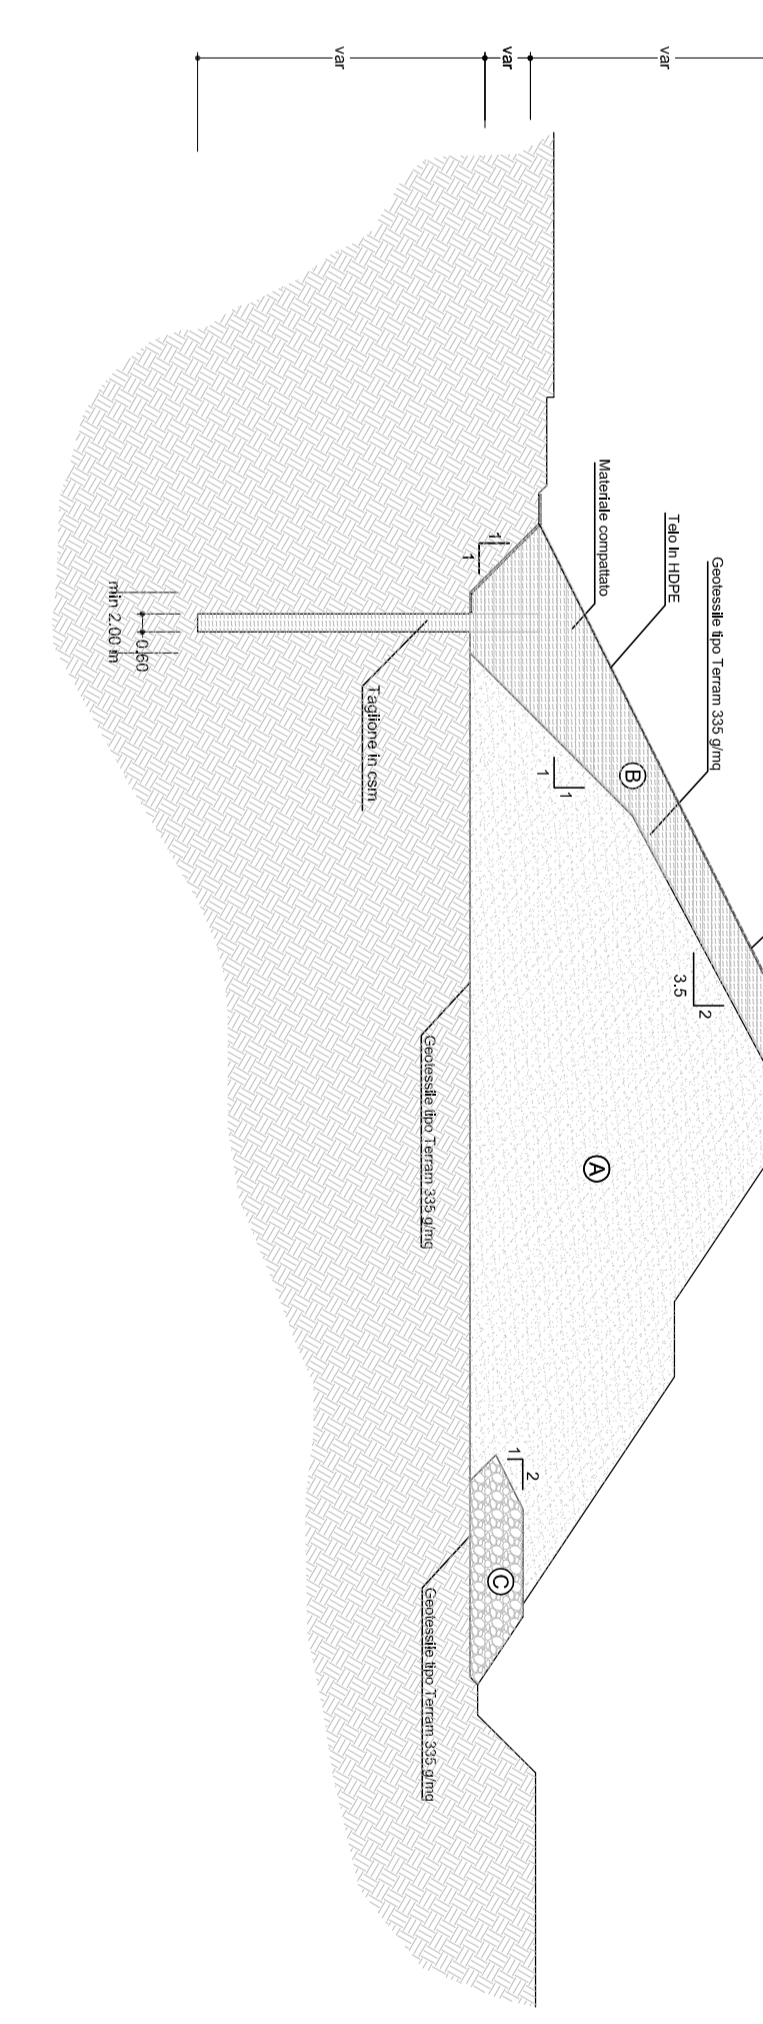 var
var
var
Geotessile tipo Terram 335 g/mq
Telo In HDPE
Materiale compattato
B
2
3.5
1
1
1
1
A
2
1
C
Taglione in csm
Geotessile tipo Terram 335 g/mq
Geotessile tipo Terram 335 g/mq
0.60
min 2.00 m